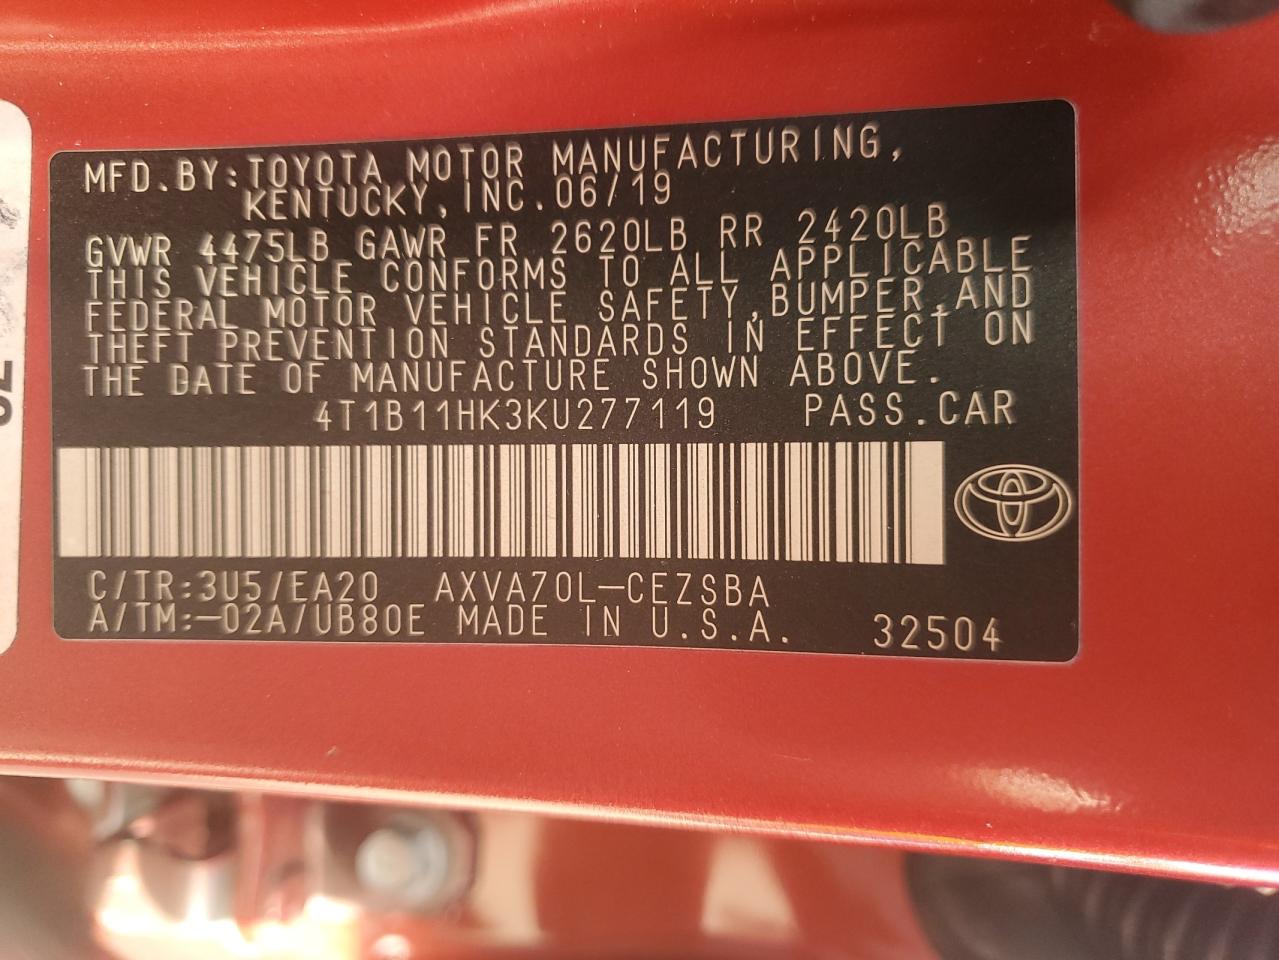 MFD.BY:TOYOTA MOTOR MANUFACTURING,
KENTUCKY,INC.06/19
GVWR 4475LB GAWR FR 2620LB RR 2420LB
THIS VEHICLE CONFORMS TO ALL APPLICABLE
FEDERAL MOTOR VEHICLE SAFETY,BUMPER,AND
THEFT PREVENTION STANDARDS IN EFFECT ON
THE DATE OF MANUFACTURE SHOWN ABOVE.
4T1B11HK3KU277119 PASS.CAR
C/TR:3U5/EA20 AXVA70L-CEZSBA
A/TM:-02A/UB80E MADE IN U.S.A. 32504